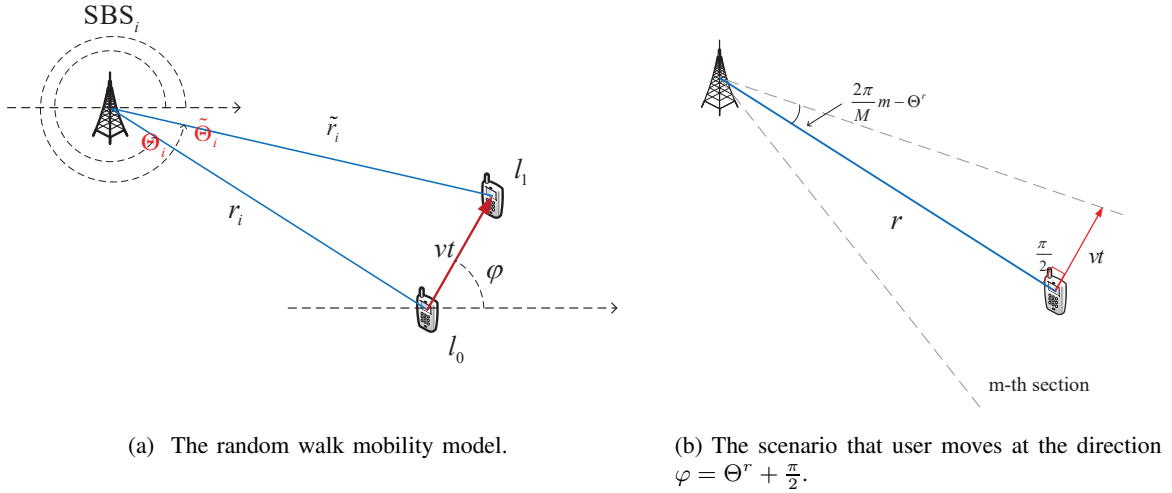 SBS_i
Θ_i
Θ̃_i
r̃_i
l_1
r_i
vt
φ
l_0
(a) The random walk mobility model.
2π/M m − Θ^r
r
π/2
vt
m-th section
(b) The scenario that user moves at the direction
φ = Θ^r + π/2.